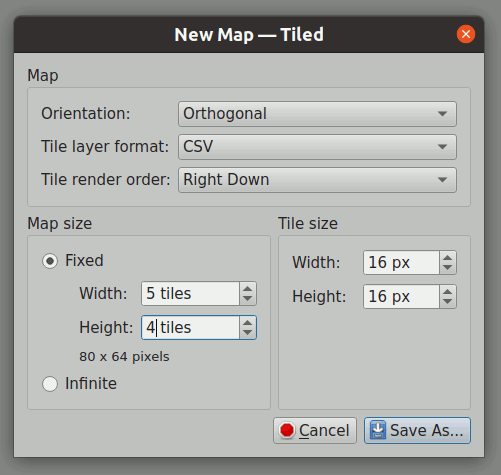 New Map — Tiled
Map
Orientation: Orthogonal
Tile layer format: CSV
Tile render order: Right Down
Map size
Fixed
Width: 5 tiles
Height: 4 tiles
80 x 64 pixels
Infinite
Tile size
Width: 16 px
Height: 16 px
Cancel Save As...